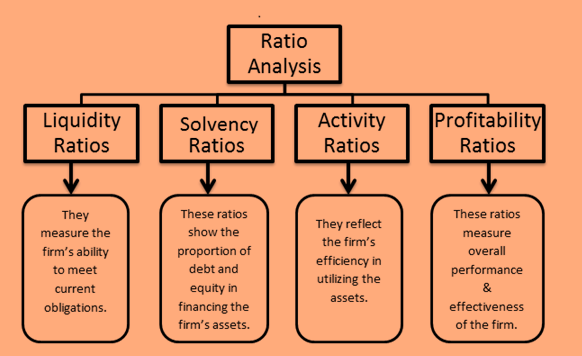 Ratio
Analysis
Liquidity
Ratios
Solvency
Ratios
Activity
Ratios
Profitability
Ratios
They
measure the
firm's ability
to meet
current
obligations.
These ratios
show the
proportion of
debt and
equity in
financing the
firm's assets.
They reflect
the firm's
efficiency in
utilizing the
assets.
These ratios
measure
overall
performance
&
effectiveness
of the firm.